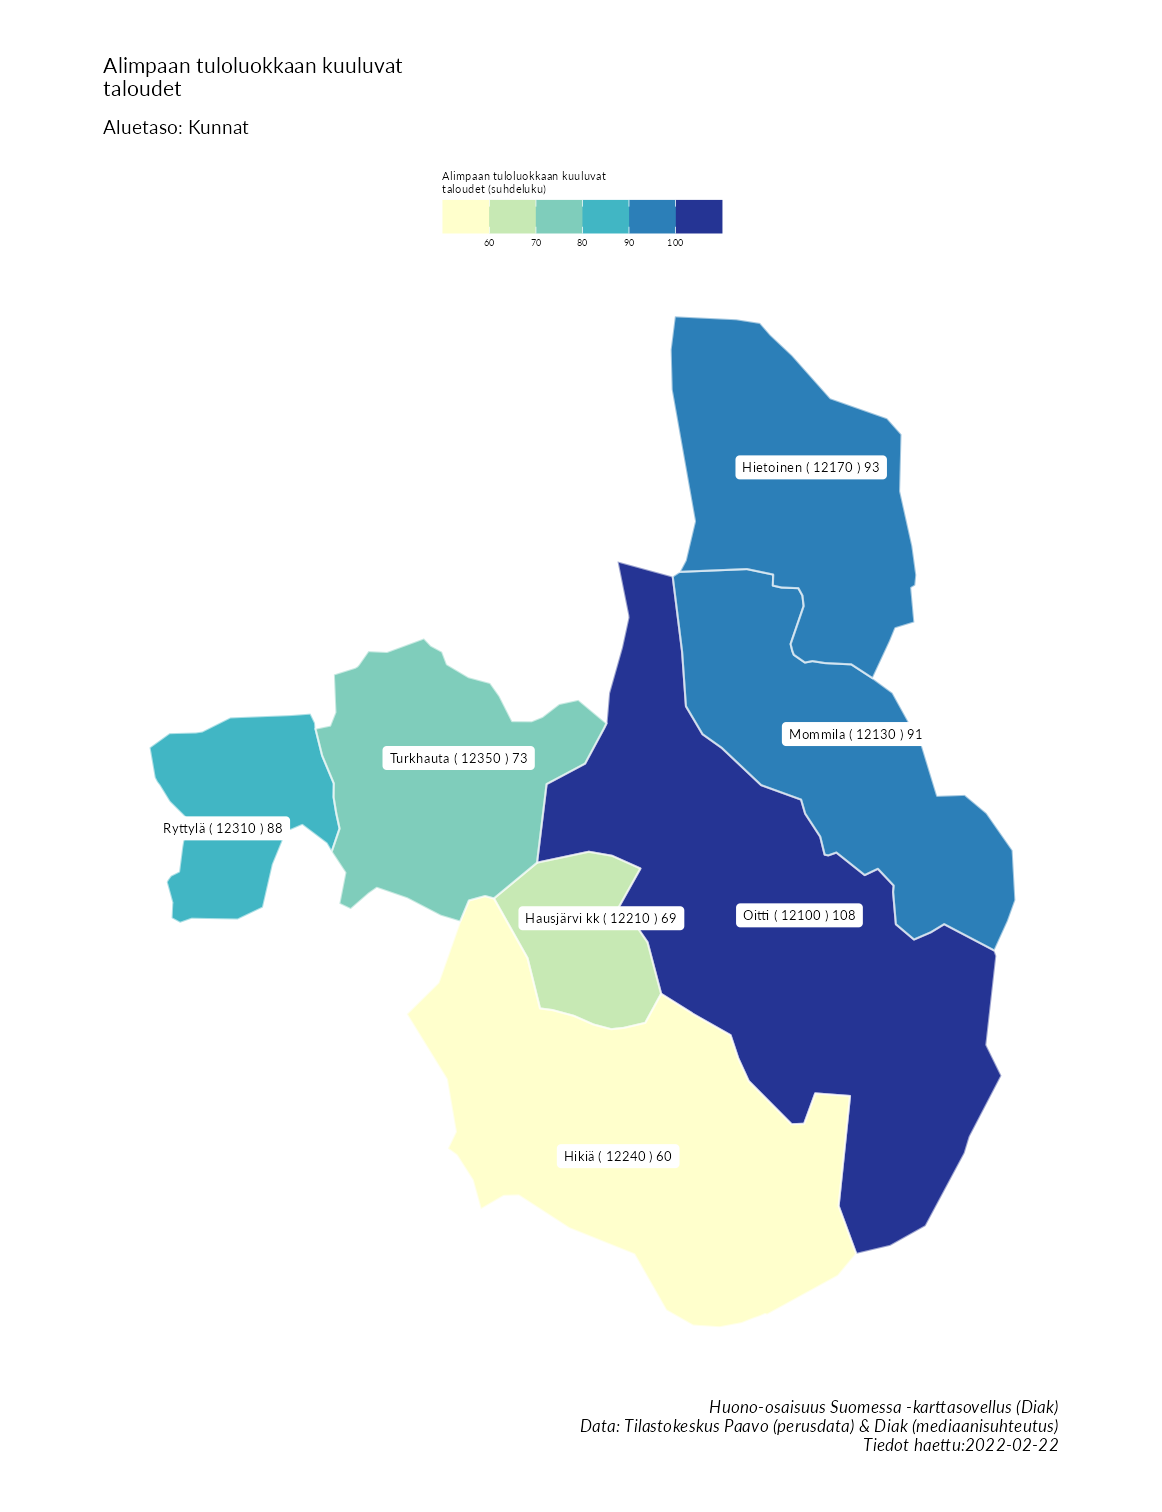 Alimpaan tuloluokkaan kuuluvat
taloudet
Aluetaso: Kunnat
Alimpaan tuloluokkaan kuuluvat
taloudet (suhdeluku)
60 70 80 90 100
Hietoinen ( 12170 ) 93
Mommila ( 12130 ) 91
Turkhauta ( 12350 ) 73
Ryttylä ( 12310 ) 88
Oitti ( 12100 ) 108
Hausjärvi kk ( 12210 ) 69
Hikiä ( 12240 ) 60
Huono-osaisuus Suomessa -karttasovellus (Diak)
Data: Tilastokeskus Paavo (perusdata) & Diak (mediaanisuhteutus)
Tiedot haettu:2022-02-22